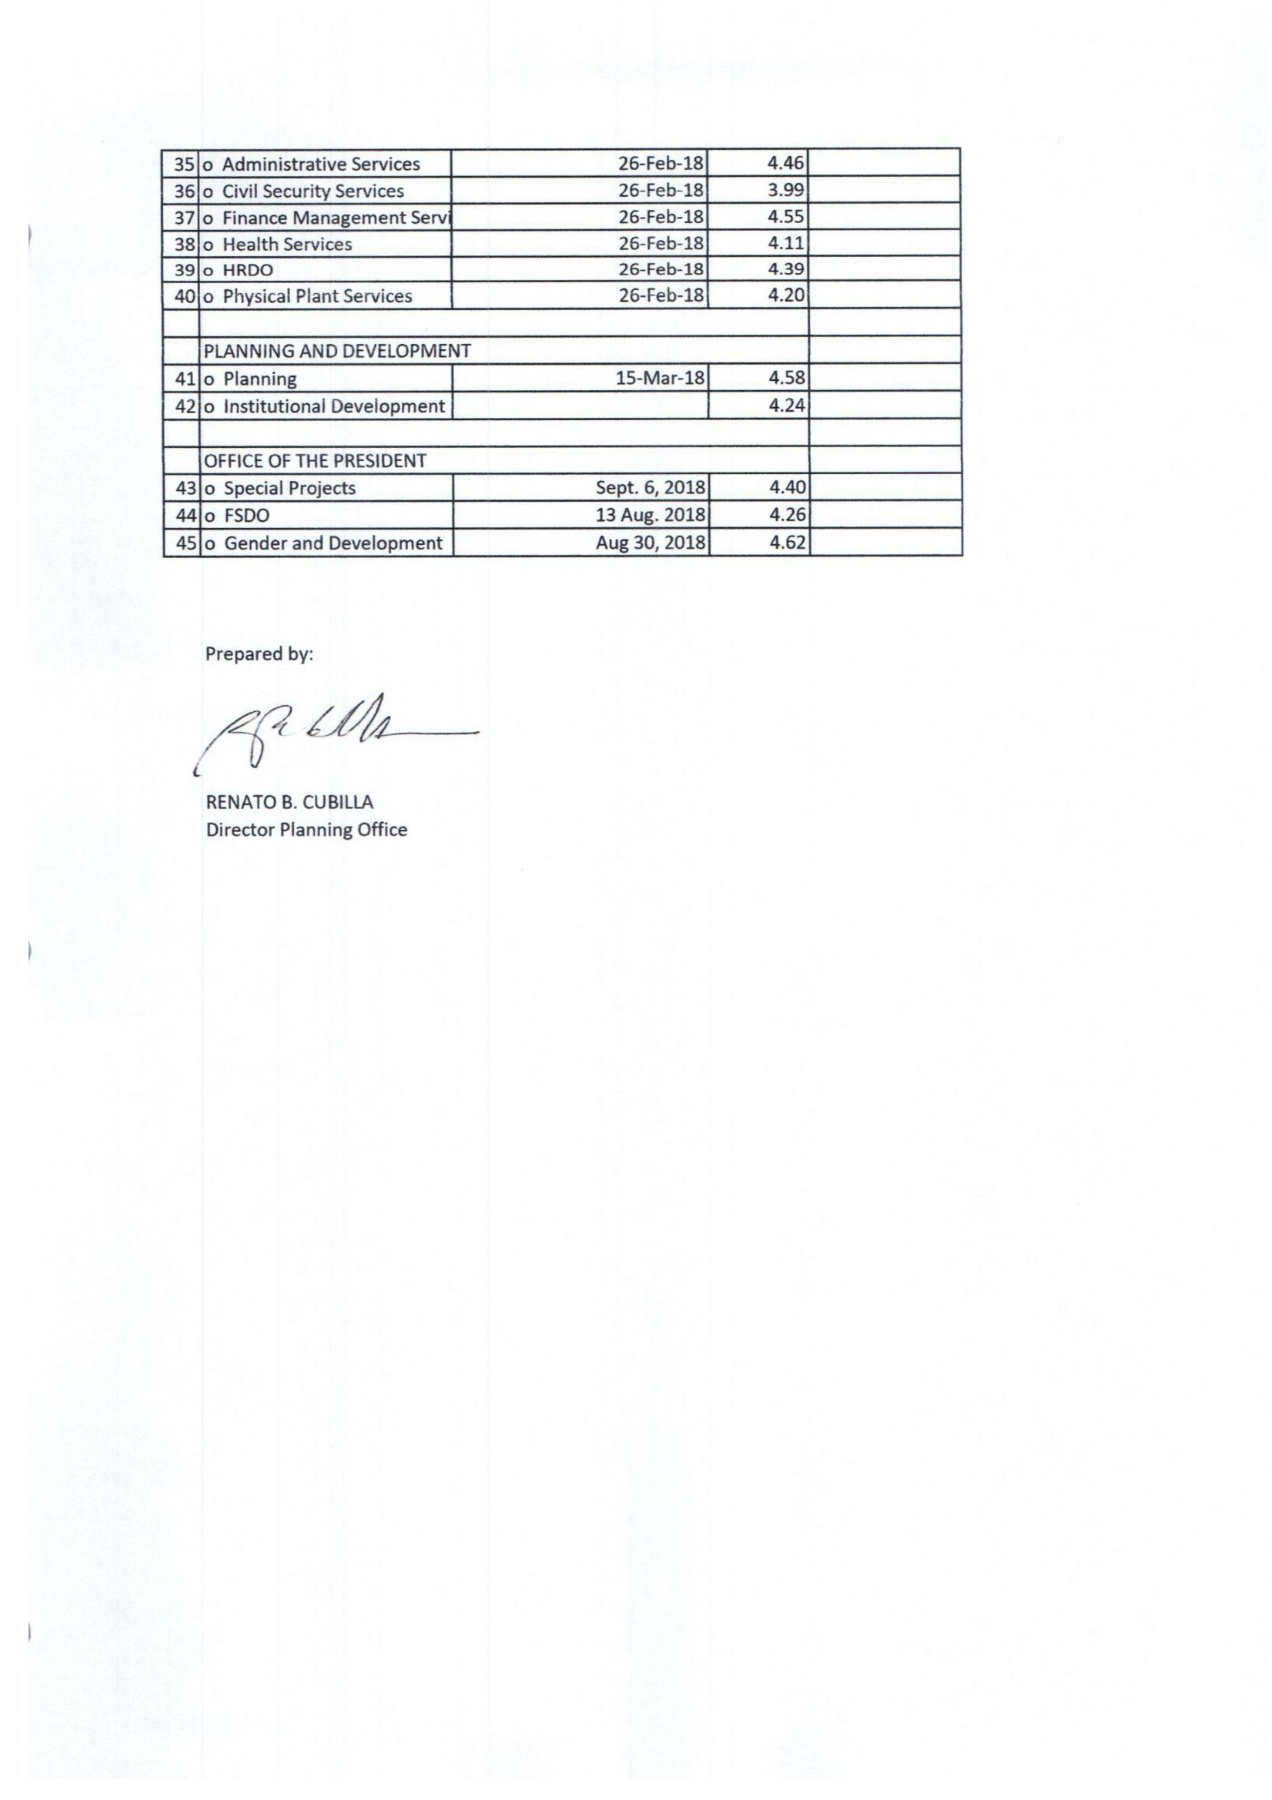 35 o Administrative Services 26-Feb-18 4.46
36 o Civil Security Services 26-Feb-18 3.99
37 o Finance Management Servi 26-Feb-18 4.55
38 o Health Services 26-Feb-18 4.11
39 o HRDO 26-Feb-18 4.39
40 o Physical Plant Services 26-Feb-18 4.20
PLANNING AND DEVELOPMENT
41 o Planning 15-Mar-18 4.58
42 o Institutional Development 4.24
OFFICE OF THE PRESIDENT
43 o Special Projects Sept. 6, 2018 4.40
44 o FSDO 13 Aug. 2018 4.26
45 o Gender and Development Aug 30, 2018 4.62
Prepared by:
RENATO B. CUBILLA
Director Planning Office